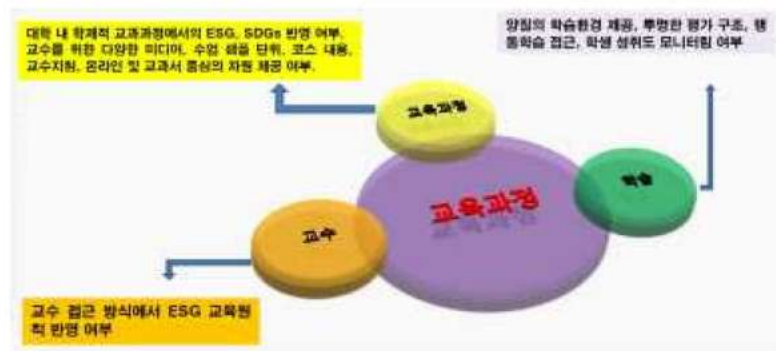 대학 내 학제적 교과과정에서의 ESG, SDGs 반영 여부,
교수를 위한 다양한 미디어, 수업 샘플 단위, 코스 내용,
교수지원, 온라인 및 교과서 중심의 자원 제공 여부.
양질의 학습환경 제공, 투명한 평가 구조, 행
동학습 접근, 학생 성취도 모니터링 여부
교육과정
학습
교육과정
교수
교수 접근 방식에서 ESG 교육원
칙 반영 여부